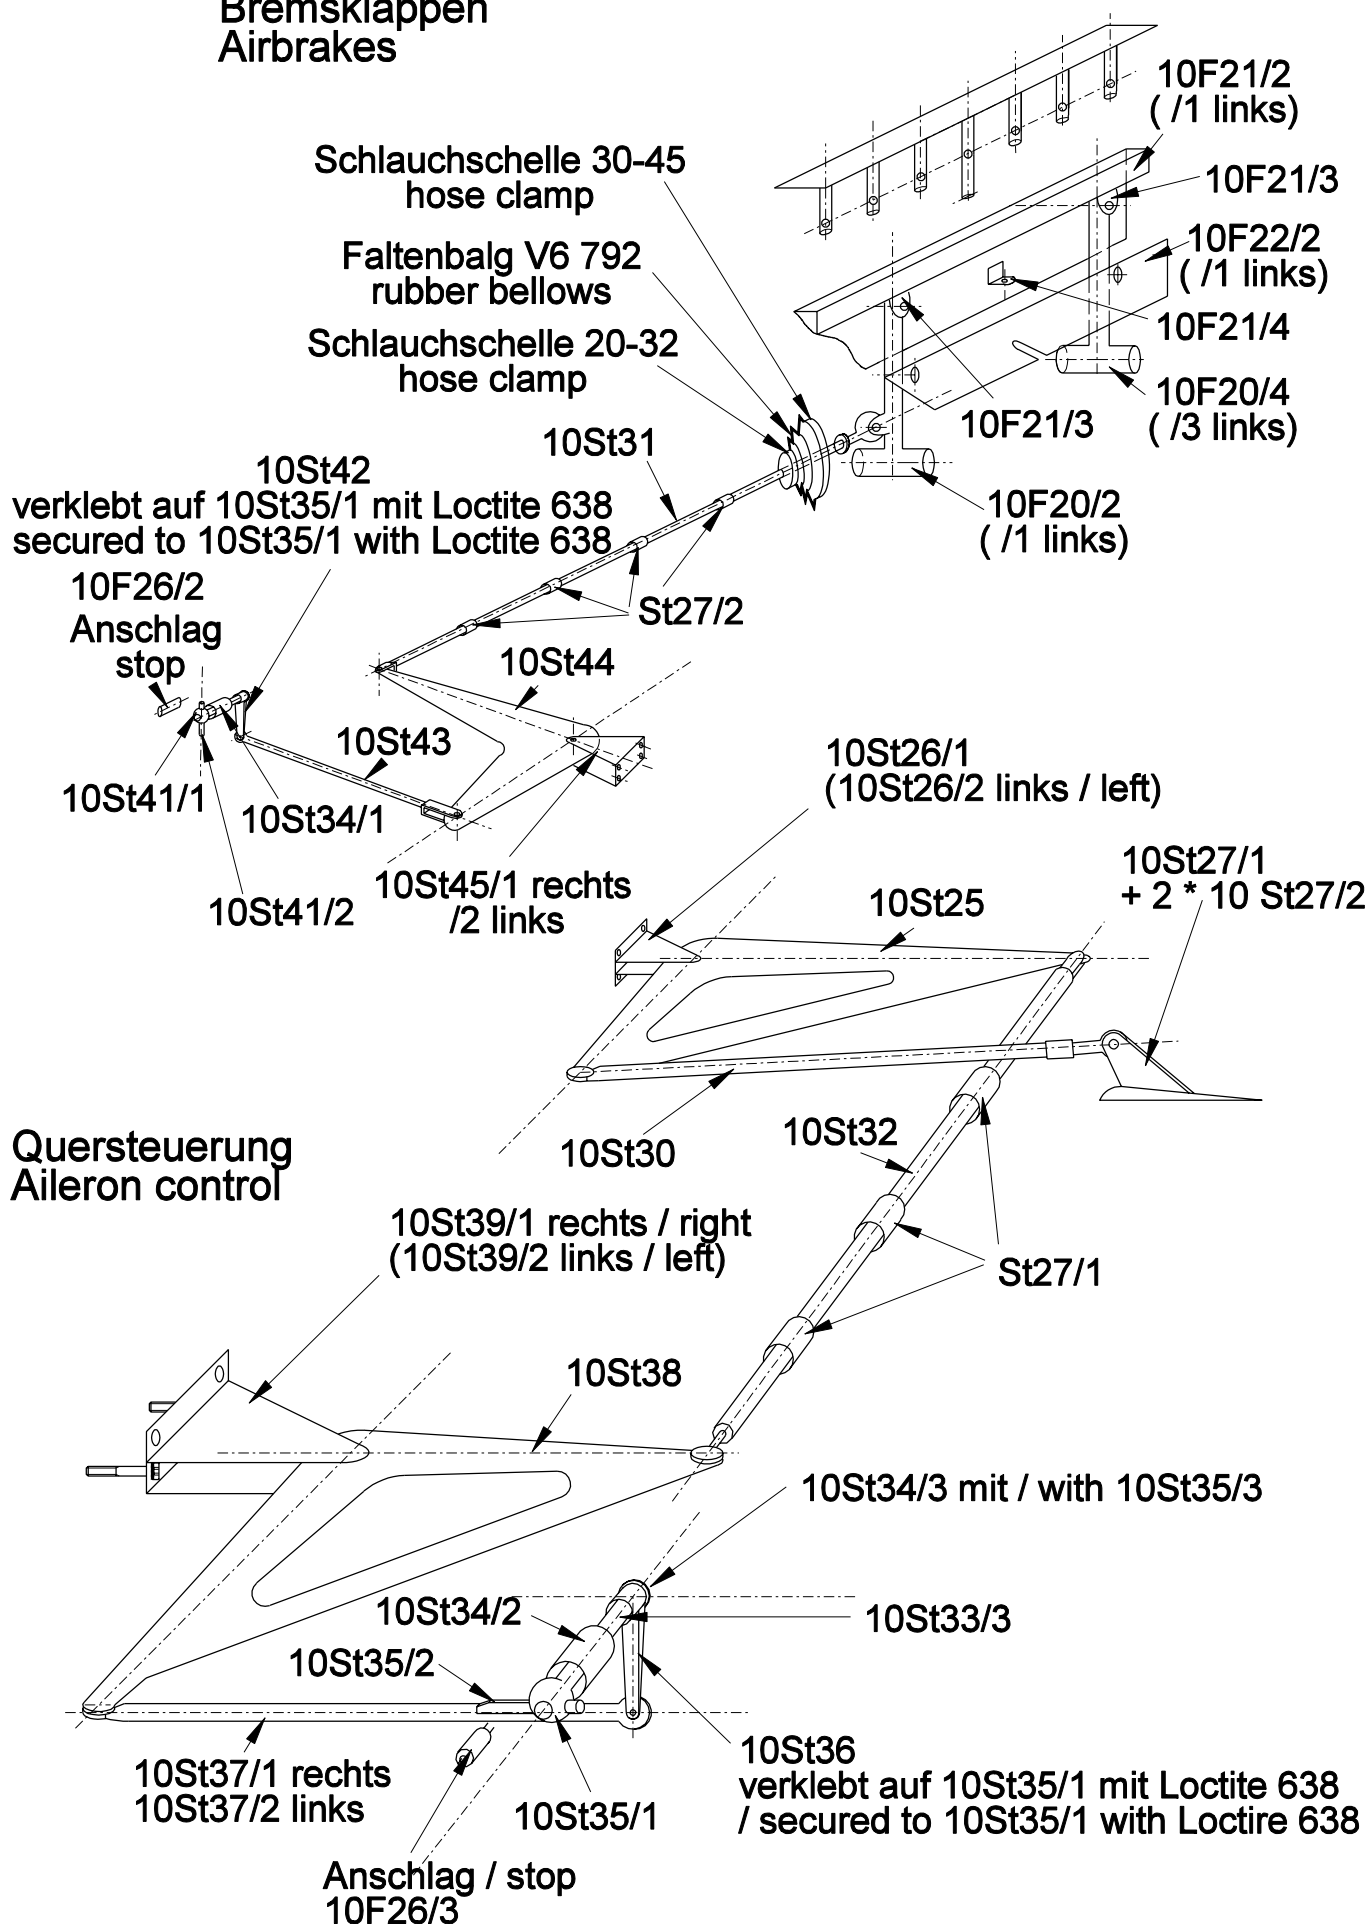 Bremsklappen
Airbrakes
10F21/2
( /1 links)
Schlauchschelle 30-45
hose clamp
10F21/3
Faltenbalg V6 792
rubber bellows
10F22/2
( /1 links)
10F21/4
Schlauchschelle 20-32
hose clamp
10F20/4
( /3 links)
10F21/3
10St31
10St42
verklebt auf 10St35/1 mit Loctite 638
secured to 10St35/1 with Loctite 638
10F20/2
( /1 links)
10F26/2
Anschlag
stop
St27/2
10St44
10St43
10St41/1
10St34/1
10St26/1
(10St26/2 links / left)
10St45/1 rechts
/2 links
10St41/2
10St27/1
+ 2 * 10 St27/2
10St25
10St30
10St32
Quersteuerung
Aileron control
10St39/1 rechts / right
(10St39/2 links / left)
St27/1
10St38
10St34/3 mit / with 10St35/3
10St34/2
10St33/3
10St35/2
10St36
verklebt auf 10St35/1 mit Loctite 638
/ secured to 10St35/1 with Loctire 638
10St37/1 rechts
10St37/2 links
10St35/1
Anschlag / stop
10F26/3